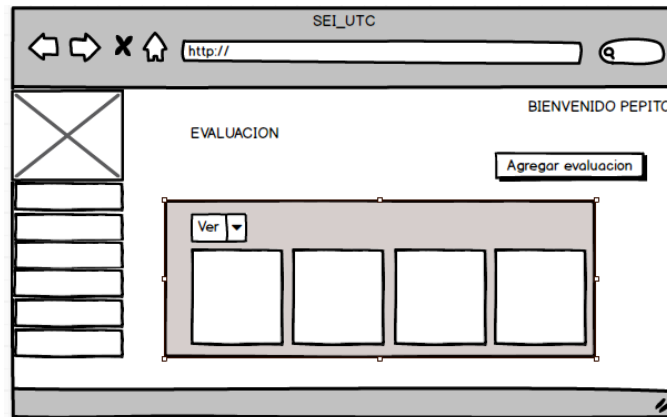 SEI_UTC
http://
BIENVENIDO PEPITO
EVALUACION
Agregar evaluacion
Ver